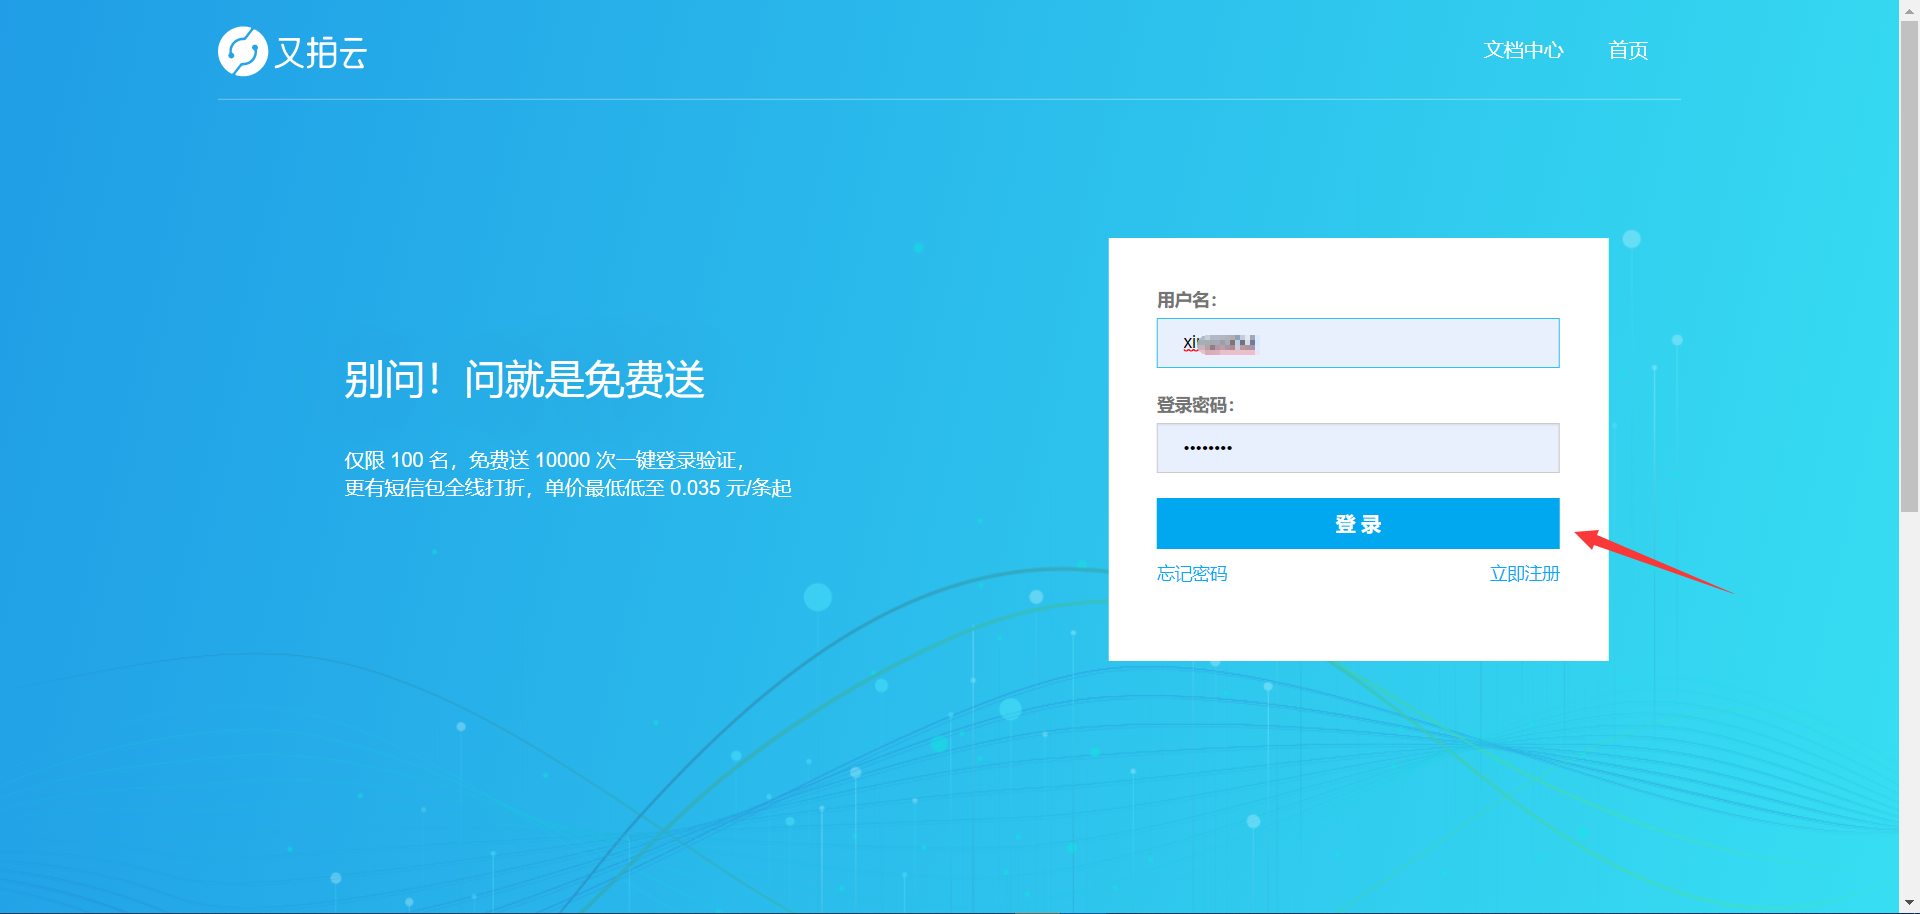 又拍云
文档中心
首页
别问！问就是免费送
仅限 100 名，免费送 10000 次一键登录验证，
更有短信包全线打折，单价最低低至 0.035 元/条起
用户名：
登录密码：
登 录
忘记密码
立即注册